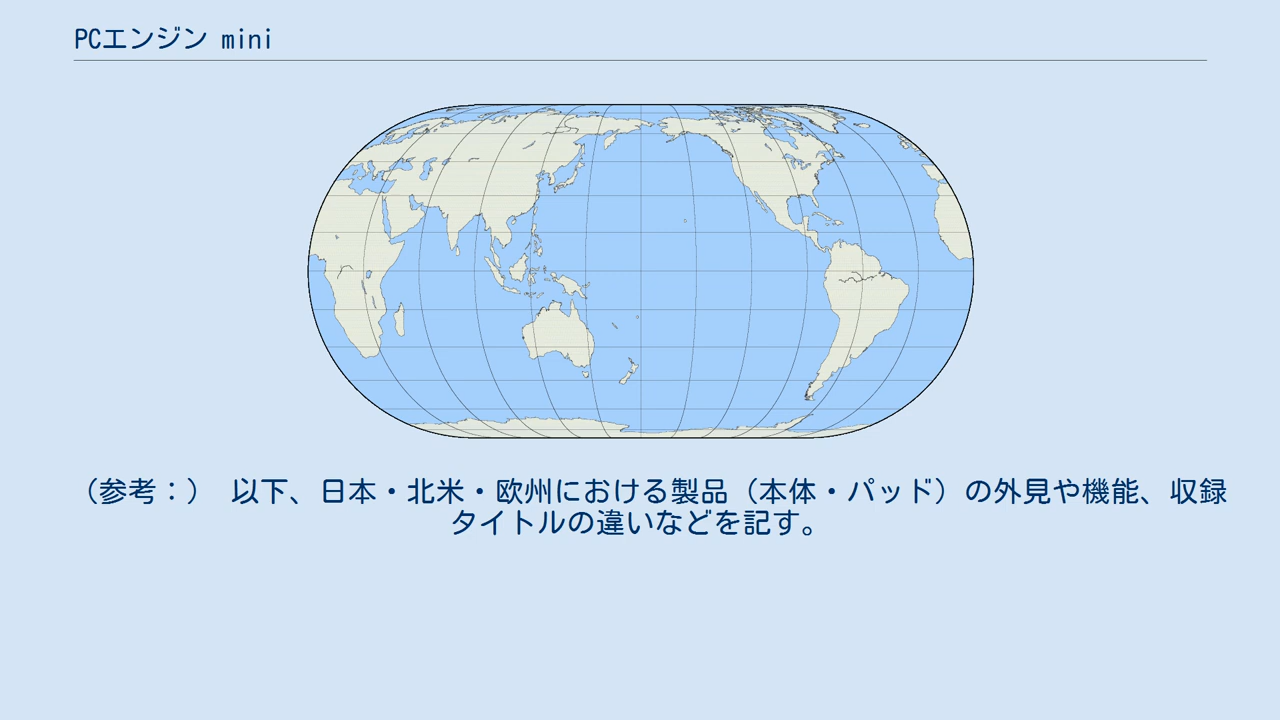 PCエンジン mini
（参考：） 以下、日本・北米・欧州における製品（本体・パッド）の外見や機能、収録
タイトルの違いなどを記す。